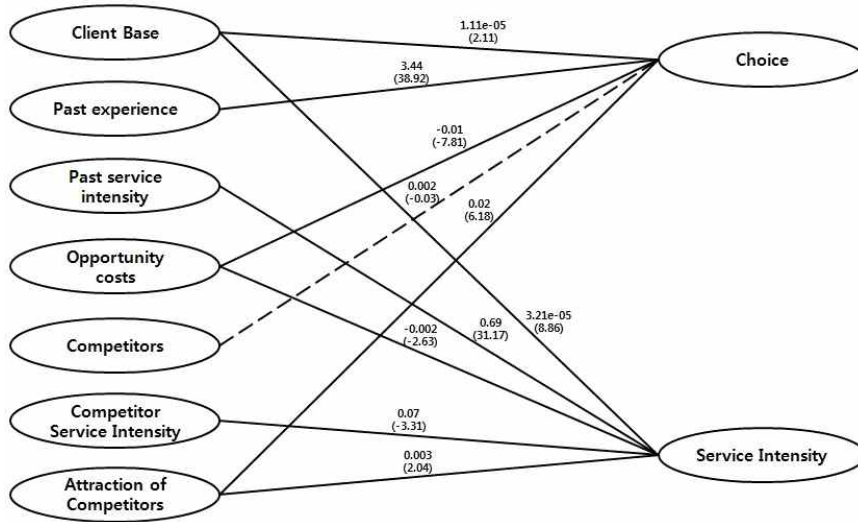 Client Base
1.11e-05
(2.11)
Choice
3.44
(38.92)
Past experience
-0.01
(-7.81)
Past service
intensity
0.002
(-0.03)
0.02
(6.18)
Opportunity
costs
-0.002
(-2.63)
0.69
(31.17)
3.21e-05
(8.86)
Competitors
Competitor
Service Intensity
0.07
(-3.31)
Service Intensity
0.003
(2.04)
Attraction of
Competitors